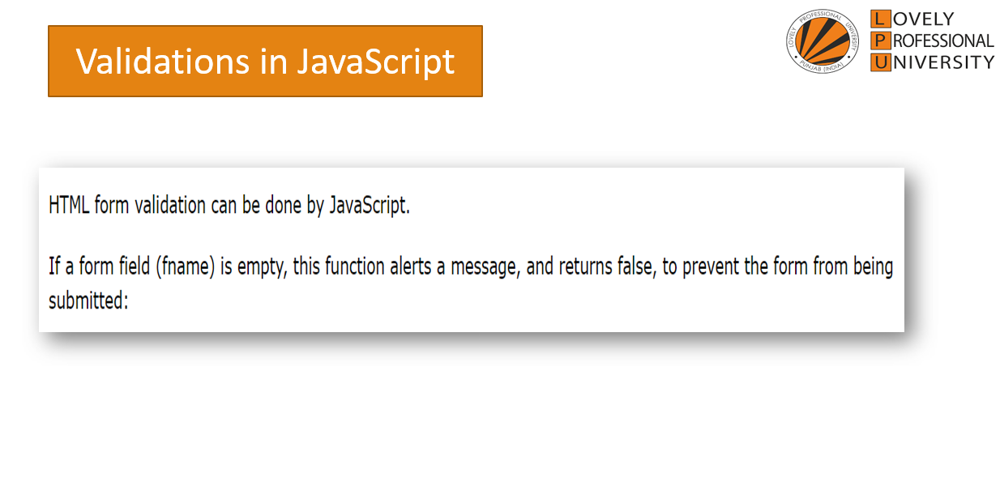 Validations in JavaScript
LOVELY
PROFESSIONAL
UNIVERSITY
LOVELY PROFESSIONAL UNIVERSITY
PUNJAB (INDIA)
HTML form validation can be done by JavaScript.
If a form field (fname) is empty, this function alerts a message, and returns false, to prevent the form from being
submitted: